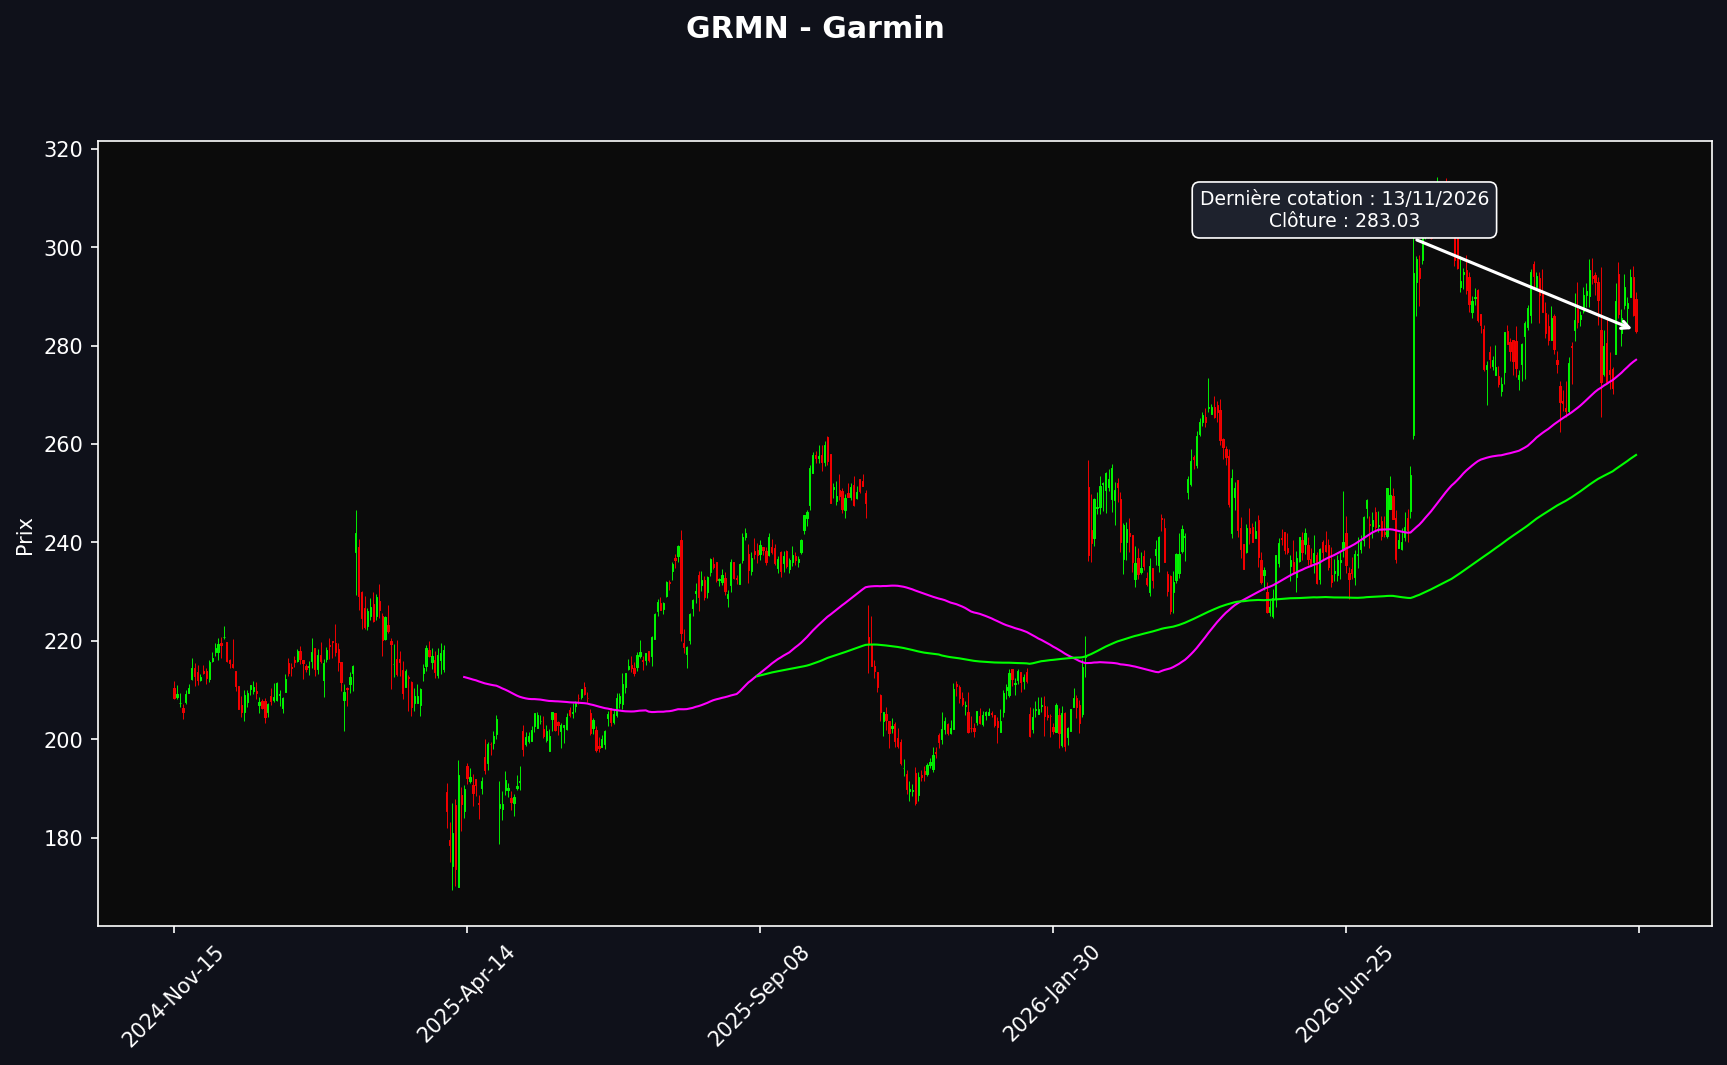 GRMN - Garmin
320
300
280
260
240
220
200
180
Prix
Dernière cotation : 13/11/2026
Clôture : 283.03
2024-Nov-15
2025-Apr-14
2025-Sep-08
2026-Jan-30
2026-Jun-25